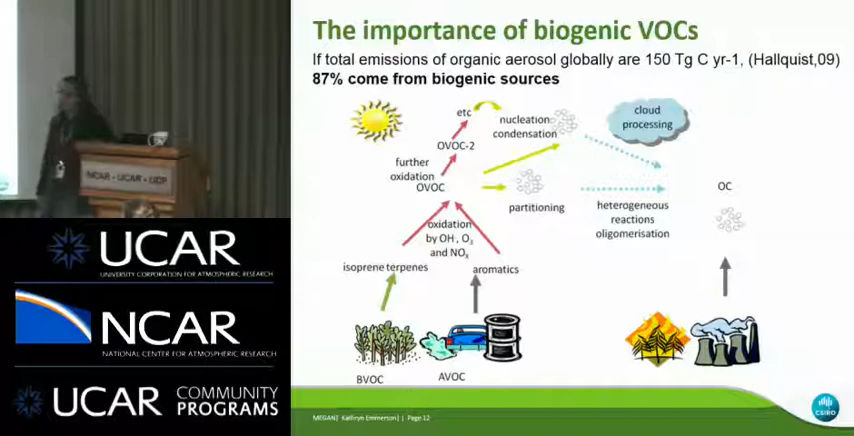 The importance of biogenic VOCs
If total emissions of organic aerosol globally are 150 Tg C yr-1, (Hallquist,09)
87% come from biogenic sources
etc
nucleation
condensation
cloud
processing
OVOC-2
further
oxidation
OVOC
partitioning
heterogeneous
reactions
oligomerisation
OC
oxidation
by OH, O3
and NOx
isoprene terpenes
aromatics
BVOC
AVOC
MEGAN| Kathryn Emmerson| | Page 12
CSIRO
NCAR - UCAR - UCP
UCAR
UNIVERSITY CORPORATION FOR ATMOSPHERIC RESEARCH
NCAR
NATIONAL CENTER FOR ATMOSPHERIC RESEARCH
UCAR COMMUNITY
PROGRAMS